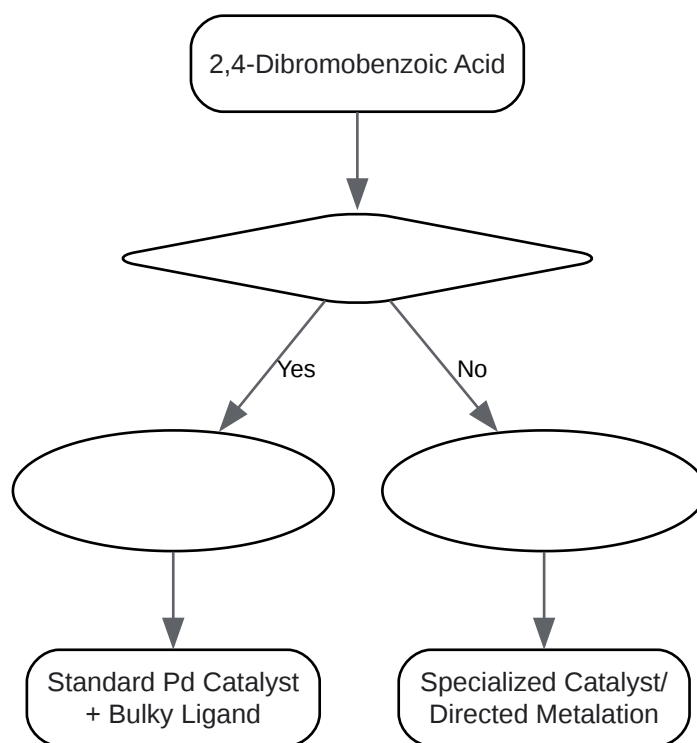 2,4-Dibromobenzoic Acid
Yes
No
Standard Pd Catalyst
+ Bulky Ligand
Specialized Catalyst/
Directed Metalation